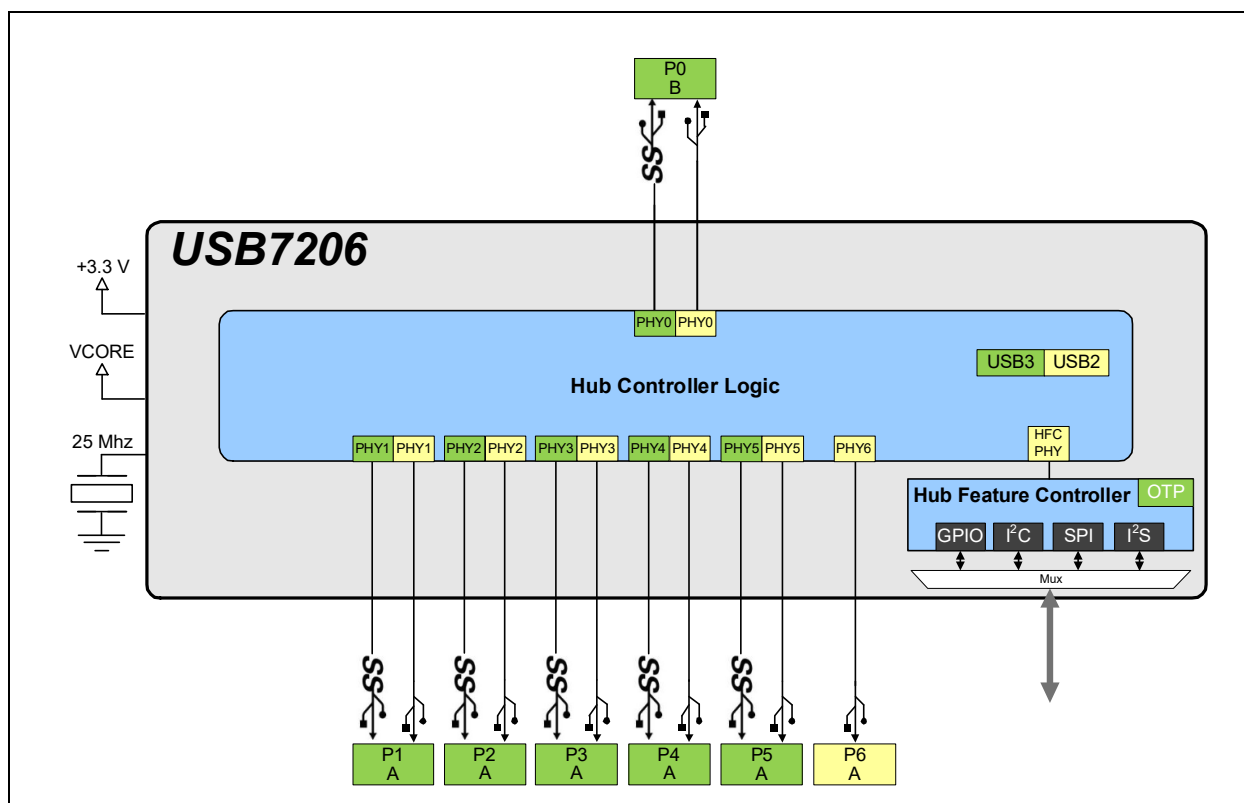 P0
B
SS
USB7206
+3.3 V
VCORE
25 Mhz
PHY0 PHY0
USB3 USB2
Hub Controller Logic
PHY1 PHY1 PHY2 PHY2 PHY3 PHY3 PHY4 PHY4 PHY5 PHY5 PHY6
HFC
PHY
Hub Feature Controller OTP
GPIO I²C SPI I²S
Mux
SS SS SS SS SS
P1
A
P2
A
P3
A
P4
A
P5
A
P6
A